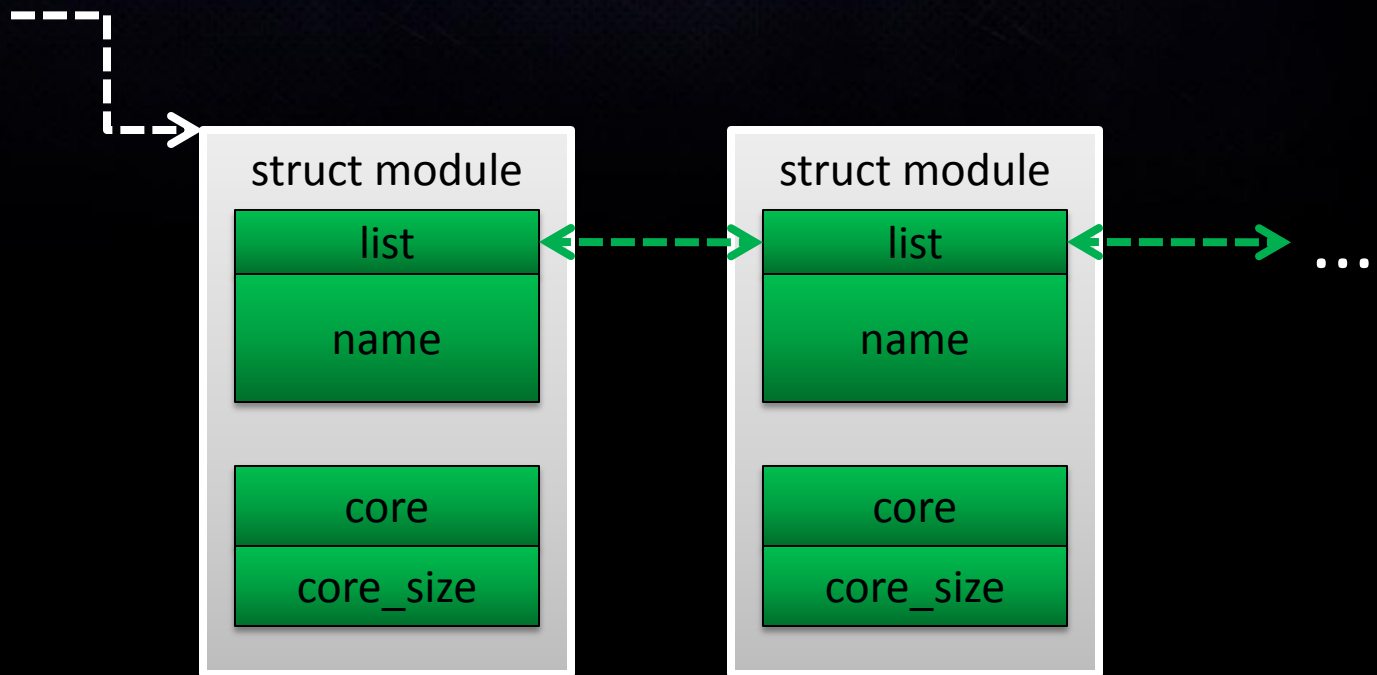 struct module
list
name
core
core_size
struct module
list
name
core
core_size
...